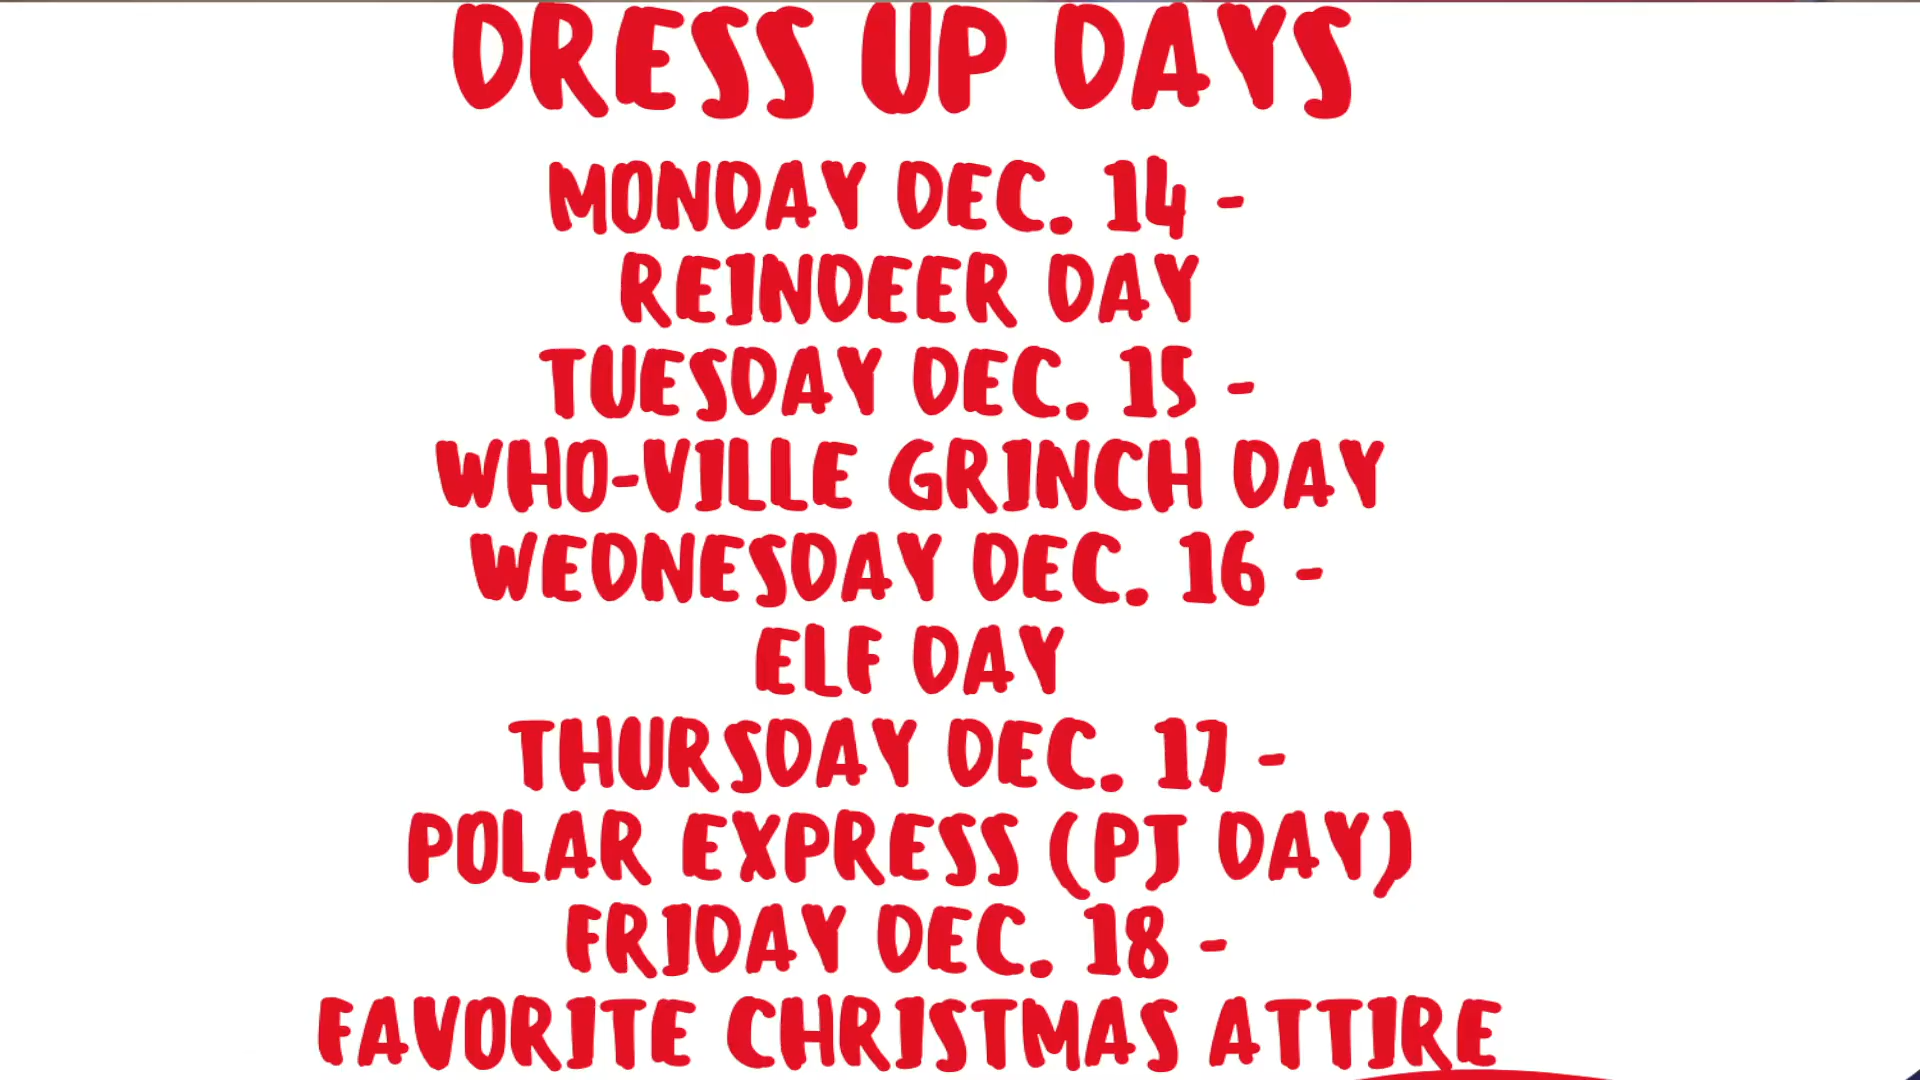 DRESS UP DAYS
MONDAY DEC. 14 -
REINDEER DAY
TUESDAY DEC. 15 -
WHO-VILLE GRINCH DAY
WEDNESDAY DEC. 16 -
ELF DAY
THURSDAY DEC. 17 -
POLAR EXPRESS (PJ DAY)
FRIDAY DEC. 18 -
FAVORITE CHRISTMAS ATTIRE